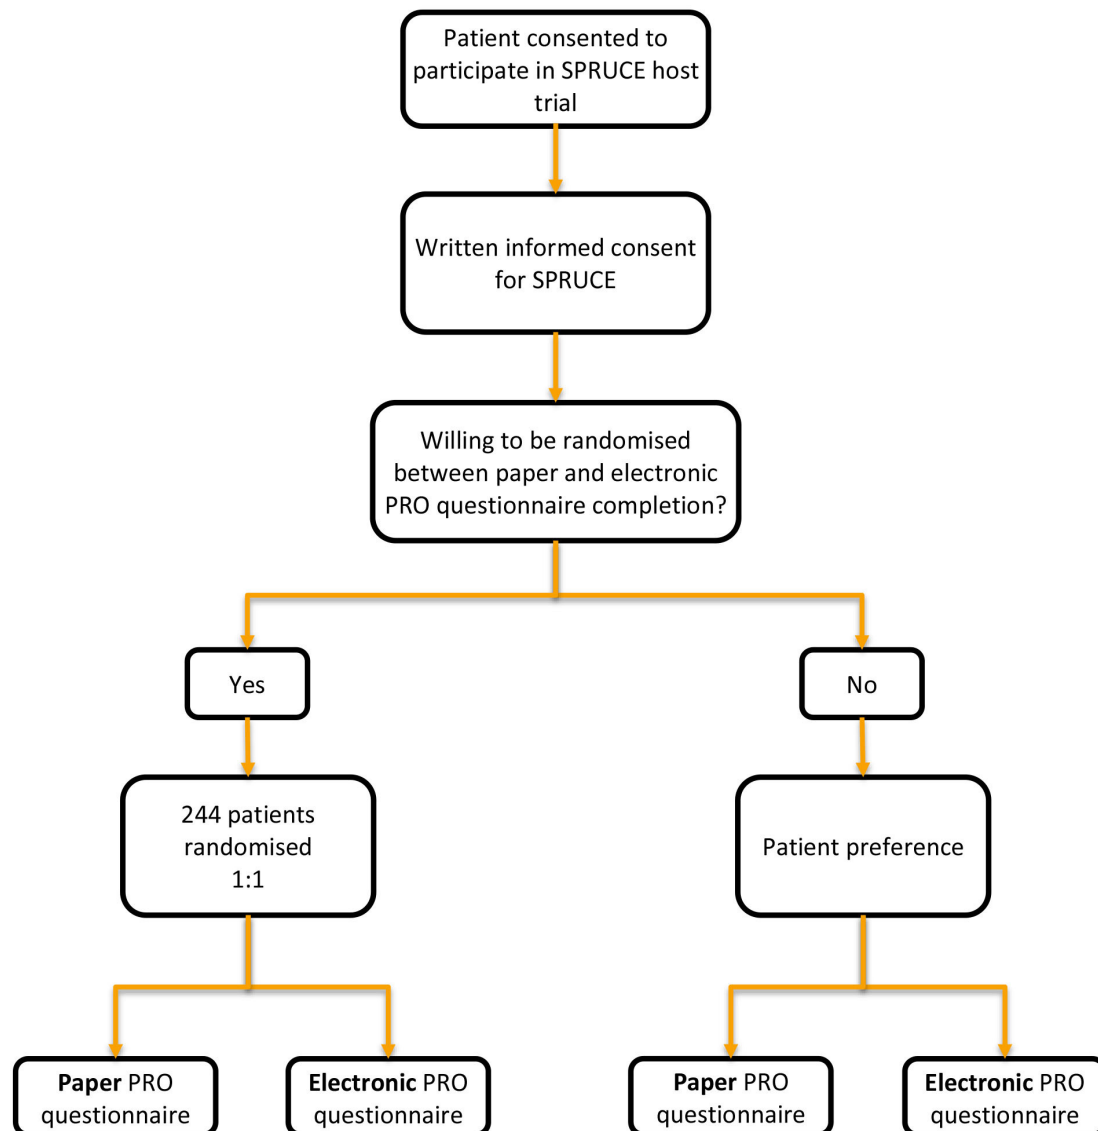 Patient consented to
participate in SPRUCE host
trial
Written informed consent
for SPRUCE
Willing to be randomised
between paper and electronic
PRO questionnaire completion?
Yes
No
244 patients
randomised
1:1
Patient preference
Paper PRO
questionnaire
Electronic PRO
questionnaire
Paper PRO
questionnaire
Electronic PRO
questionnaire